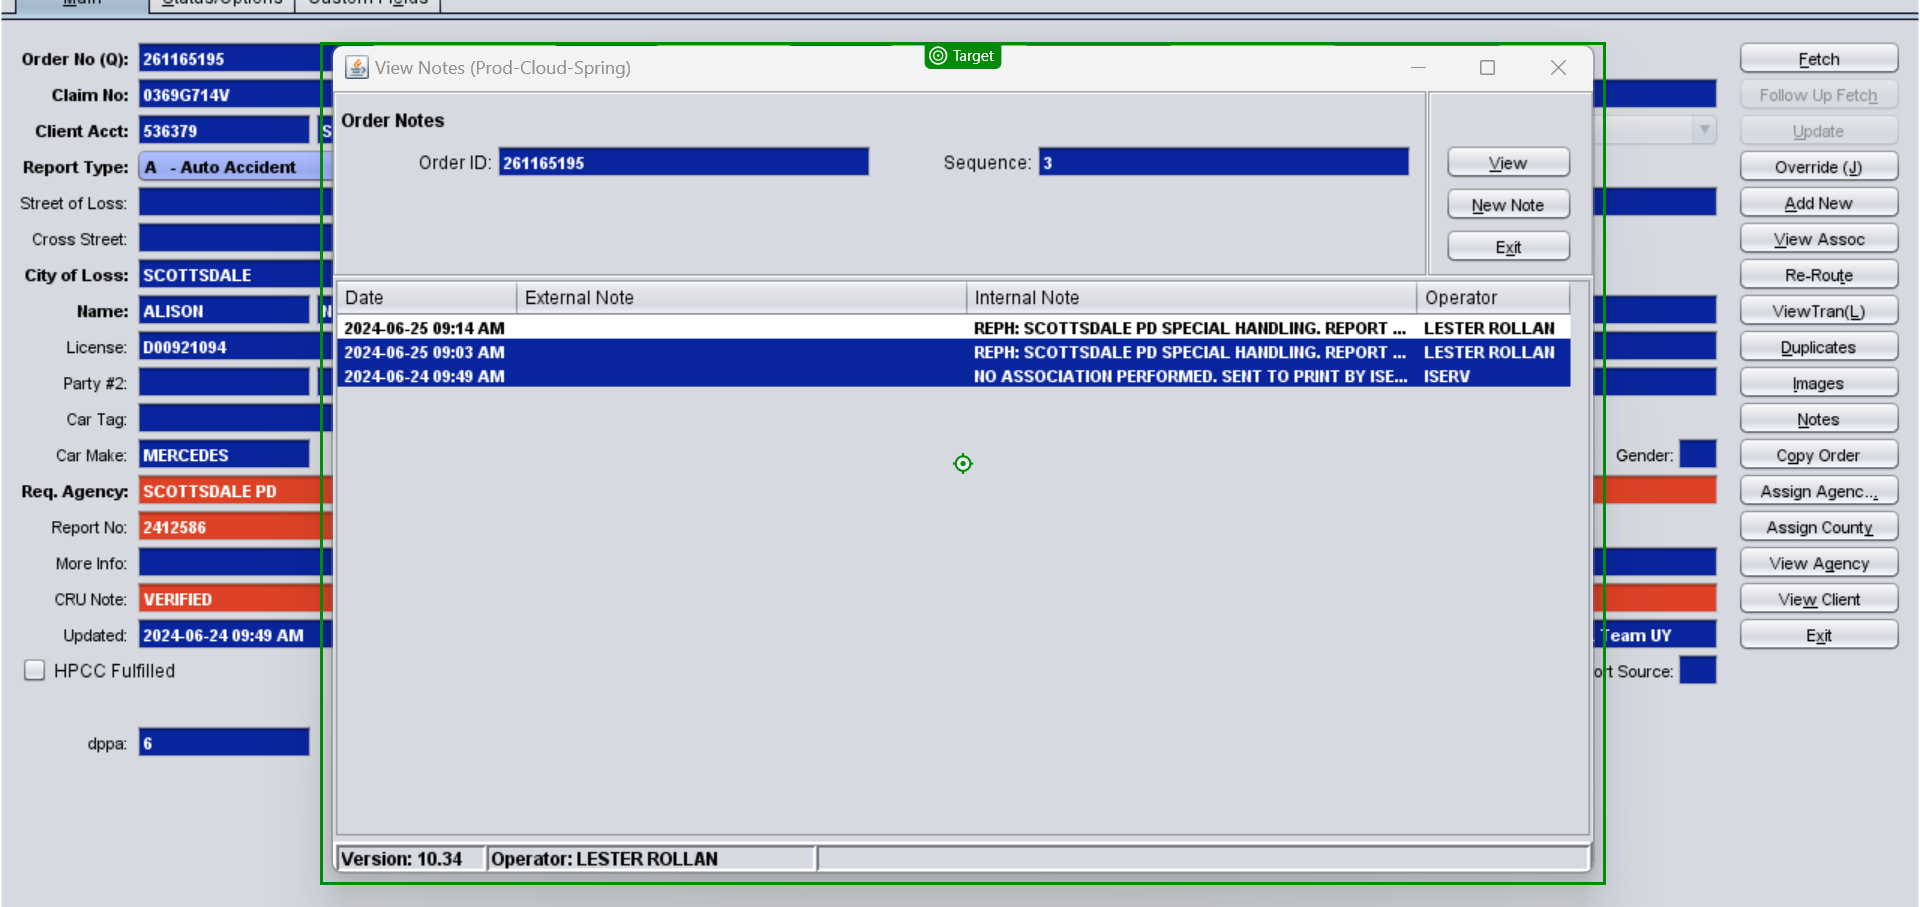 Main Status/Options Custom Fields
Order No (Q): 261165195
Claim No: 0369G714V
Client Acct: 536379 S
Report Type: A - Auto Accident
Street of Loss:
Cross Street:
City of Loss: SCOTTSDALE
Name: ALISON N
License: D00921094
Party #2:
Car Tag:
Car Make: MERCEDES
Req. Agency: SCOTTSDALE PD
Report No: 2412586
More Info:
CRU Note: VERIFIED
Updated: 2024-06-24 09:49 AM
HPCC Fulfilled
dppa: 6
Target
View Notes (Prod-Cloud-Spring)
Order Notes
Order ID: 261165195 Sequence: 3
View
New Note
Exit
Date External Note Internal Note Operator
2024-06-25 09:14 AM REPH: SCOTTSDALE PD SPECIAL HANDLING. REPORT ... LESTER ROLLAN
2024-06-25 09:03 AM REPH: SCOTTSDALE PD SPECIAL HANDLING. REPORT ... LESTER ROLLAN
2024-06-24 09:49 AM NO ASSOCIATION PERFORMED. SENT TO PRINT BY ISE... ISERV
Version: 10.34 Operator: LESTER ROLLAN
Gender:
. Team UY
ort Source:
Fetch
Follow Up Fetch
Update
Override (J)
Add New
View Assoc
Re-Route
ViewTran(L)
Duplicates
Images
Notes
Copy Order
Assign Agenc...
Assign County
View Agency
View Client
Exit